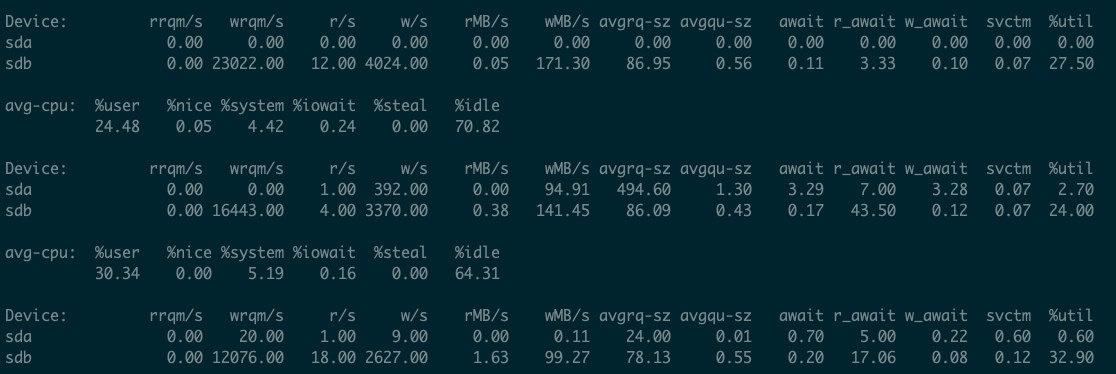 Device:         rrqm/s   wrqm/s     r/s     w/s    rMB/s    wMB/s avgrq-sz avgqu-sz   await r_await w_await  svctm  %util
sda               0.00     0.00    0.00    0.00     0.00     0.00     0.00     0.00    0.00    0.00    0.00   0.00   0.00
sdb               0.00 23022.00   12.00 4024.00     0.05   171.30    86.95     0.56    0.11    3.33    0.10   0.07  27.50
avg-cpu:  %user   %nice %system %iowait  %steal   %idle
          24.48    0.05    4.42    0.24    0.00   70.82
Device:         rrqm/s   wrqm/s     r/s     w/s    rMB/s    wMB/s avgrq-sz avgqu-sz   await r_await w_await  svctm  %util
sda               0.00     0.00    1.00  392.00     0.00    94.91   494.60     1.30    3.29    7.00    3.28   0.07   2.70
sdb               0.00 16443.00    4.00 3370.00     0.38   141.45    86.09     0.43    0.17   43.50    0.12   0.07  24.00
avg-cpu:  %user   %nice %system %iowait  %steal   %idle
          30.34    0.00    5.19    0.16    0.00   64.31
Device:         rrqm/s   wrqm/s     r/s     w/s    rMB/s    wMB/s avgrq-sz avgqu-sz   await r_await w_await  svctm  %util
sda               0.00    20.00    1.00    9.00     0.00     0.11    24.00     0.01    0.70    5.00    0.22   0.60   0.60
sdb               0.00 12076.00   18.00 2627.00     1.63    99.27    78.13     0.55    0.20   17.06    0.08   0.12  32.90